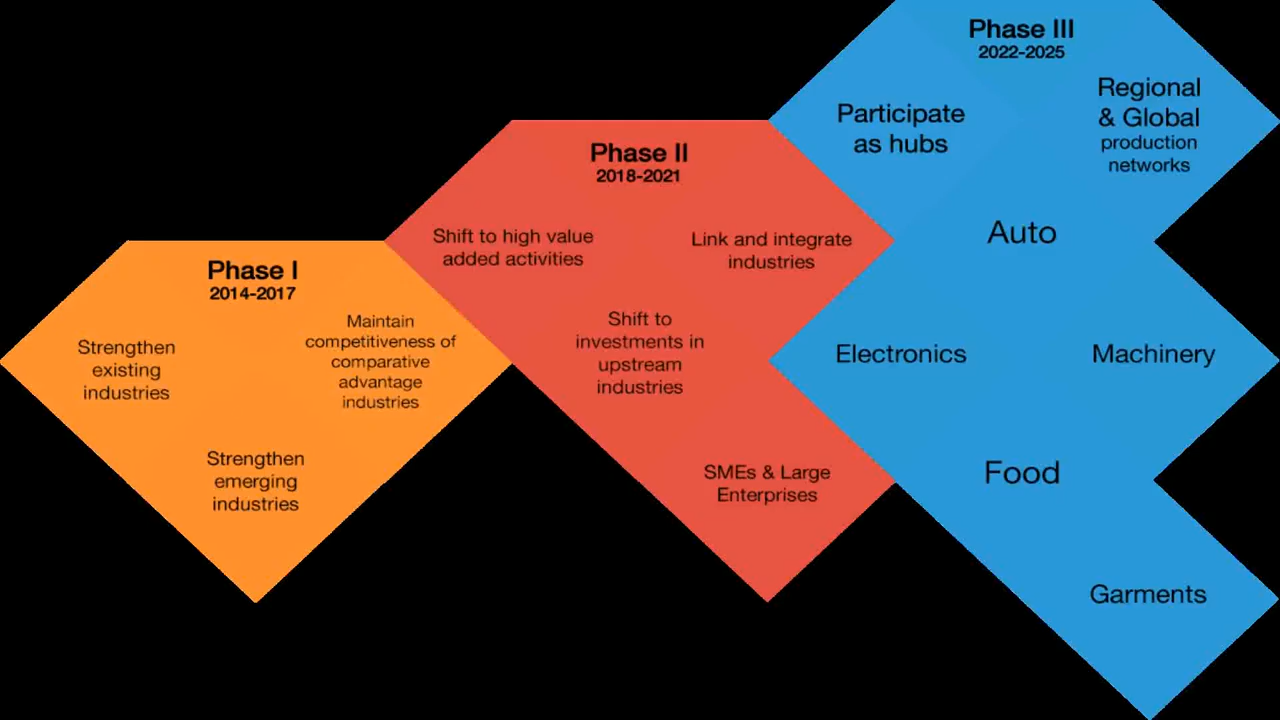 Phase I
2014-2017
Strengthen
existing
industries
Maintain
competitiveness of
comparative
advantage
industries
Strengthen
emerging
industries
Phase II
2018-2021
Shift to high value
added activities
Link and integrate
industries
Shift to
investments in
upstream
industries
SMEs & Large
Enterprises
Phase III
2022-2025
Participate
as hubs
Regional
& Global
production
networks
Auto
Electronics
Machinery
Food
Garments